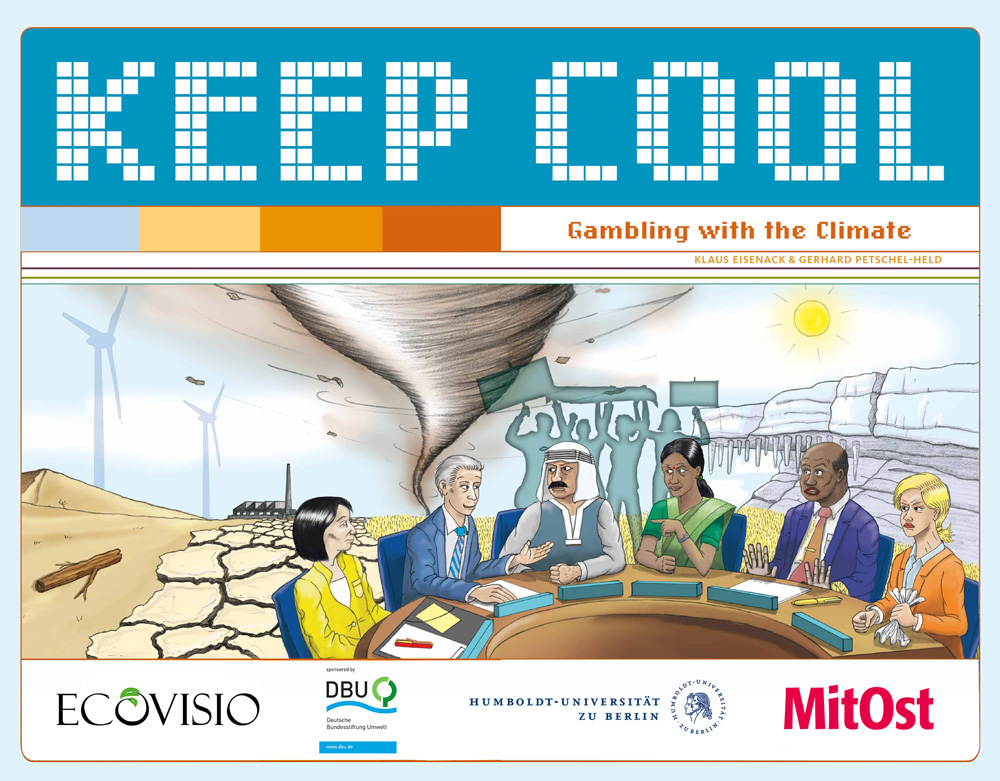 KEEP COOL
Gambling with the Climate
KLAUS EISENACK & GERHARD PETSCHEL-HELD
ECOVISIO
sponsored by
DBU
Deutsche
Bundesstiftung Umwelt
www.dbu.de
HUMBOLDT-UNIVERSITÄT
ZU BERLIN
HUMBOLDT-UNIVERSITÄT
ZU BERLIN
MitOst